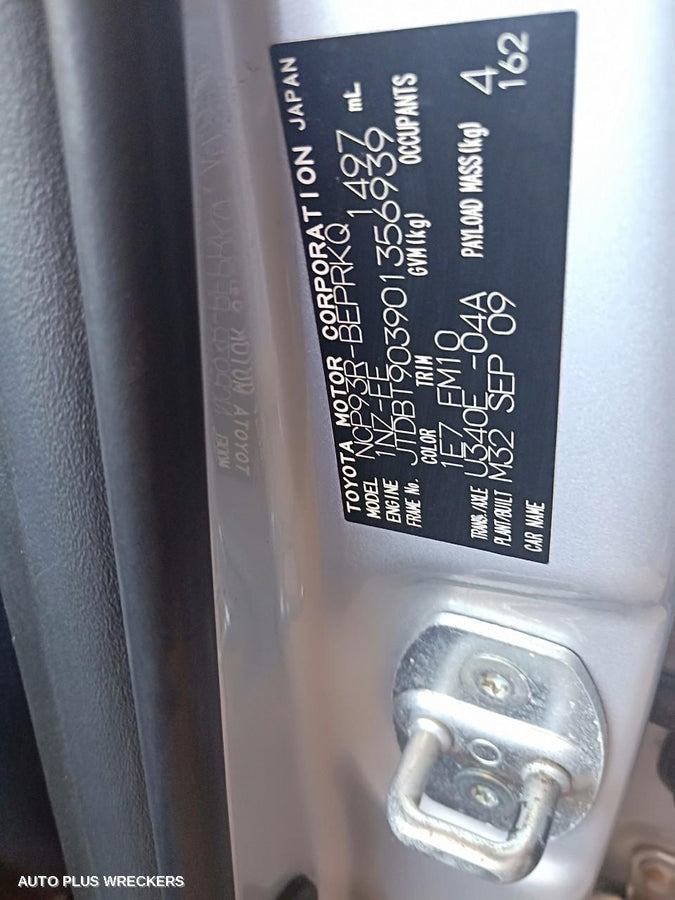 TOYOTA MOTOR CORPORATION JAPAN
MODEL NCP93R-BEPRKQ 1497 mL
ENGINE 1NZ-FE
FRAME No. JTDBT903901356939
COLOR TRIM GVM(kg) OCCUPANTS
1E7 FM10 4
TRANS./AXLE U340E -04A PAYLOAD MASS(kg) 162
PLANT/BUILT M32 SEP 09
CAR NAME
AUTO PLUS WRECKERS